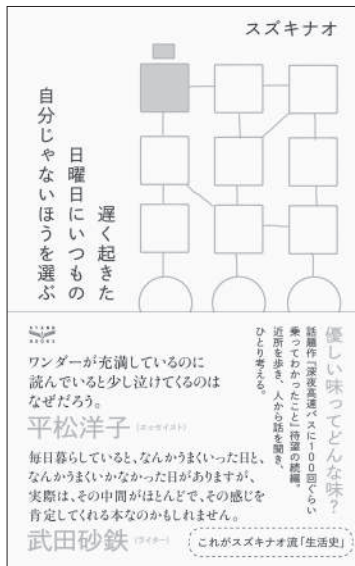 スズキナオ
遅く起きた
日曜日にいつもの
自分じゃないほうを選ぶ
STAND
BOOKS
優しい味ってどんな味?
話題作『深夜高速バスに100回ぐらい
乗ってわかったこと』待望の続編。
近所を歩き、人から話を聞き、
ひとり考える。
ワンダーが充満しているのに
読んでいると少し泣けてくるのは
なぜだろう。
平松洋子(エッセイスト)
毎日暮らしていると、なんかうまくいった日と、
なんかうまくいかなかった日がありますが、
実際は、その中間がほとんどで、その感じを
肯定してくれる本なのかもしれません。
武田砂鉄(ライター)
これがスズキナオ流「生活史」